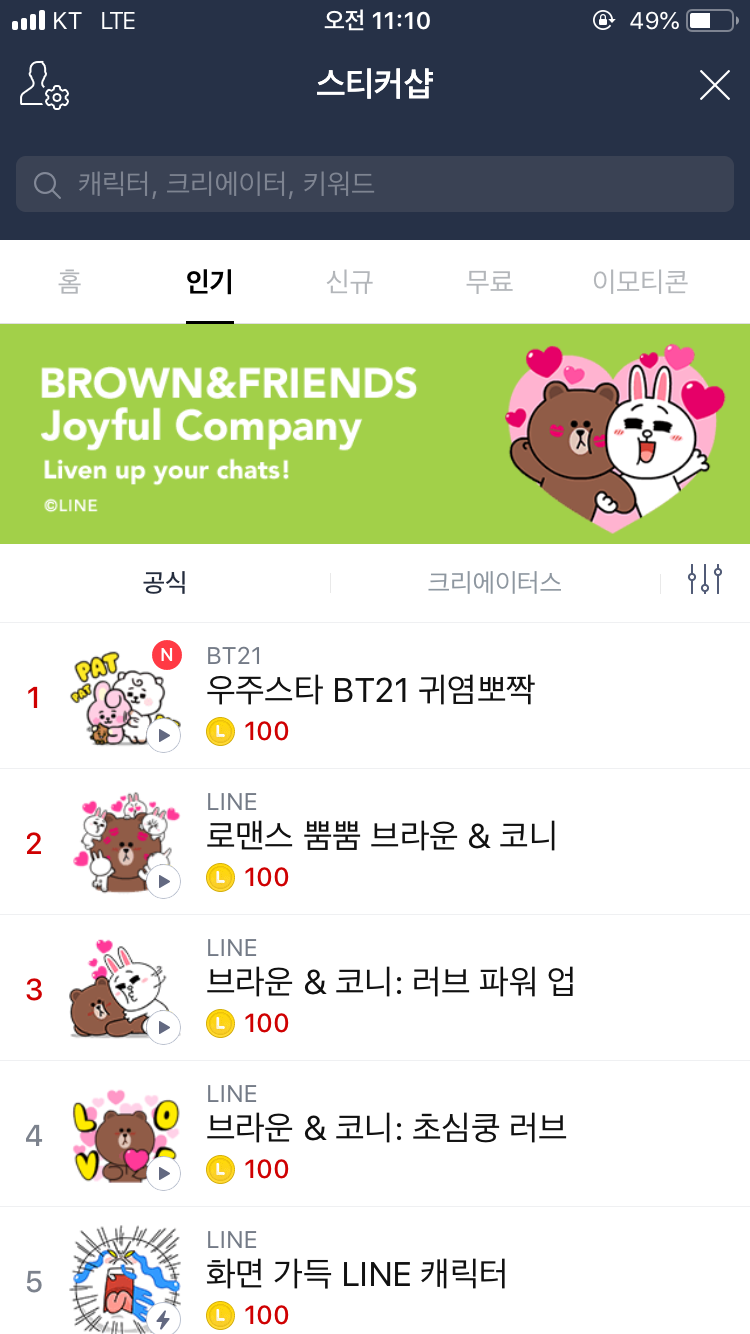 KT LTE 오전 11:10 49%
스티커샵
캐릭터, 크리에이터, 키워드
홈 인기 신규 무료 이모티콘
BROWN&FRIENDS
Joyful Company
Liven up your chats!
©LINE
공식 크리에이터스
1
PAT
PAT
N
BT21
우주스타 BT21 귀염뽀짝
L 100
2
LINE
로맨스 뿜뿜 브라운 & 코니
L 100
3
LINE
브라운 & 코니: 러브 파워 업
L 100
4
L O
V
LINE
브라운 & 코니: 초심쿵 러브
L 100
5
LINE
화면 가득 LINE 캐릭터
L 100